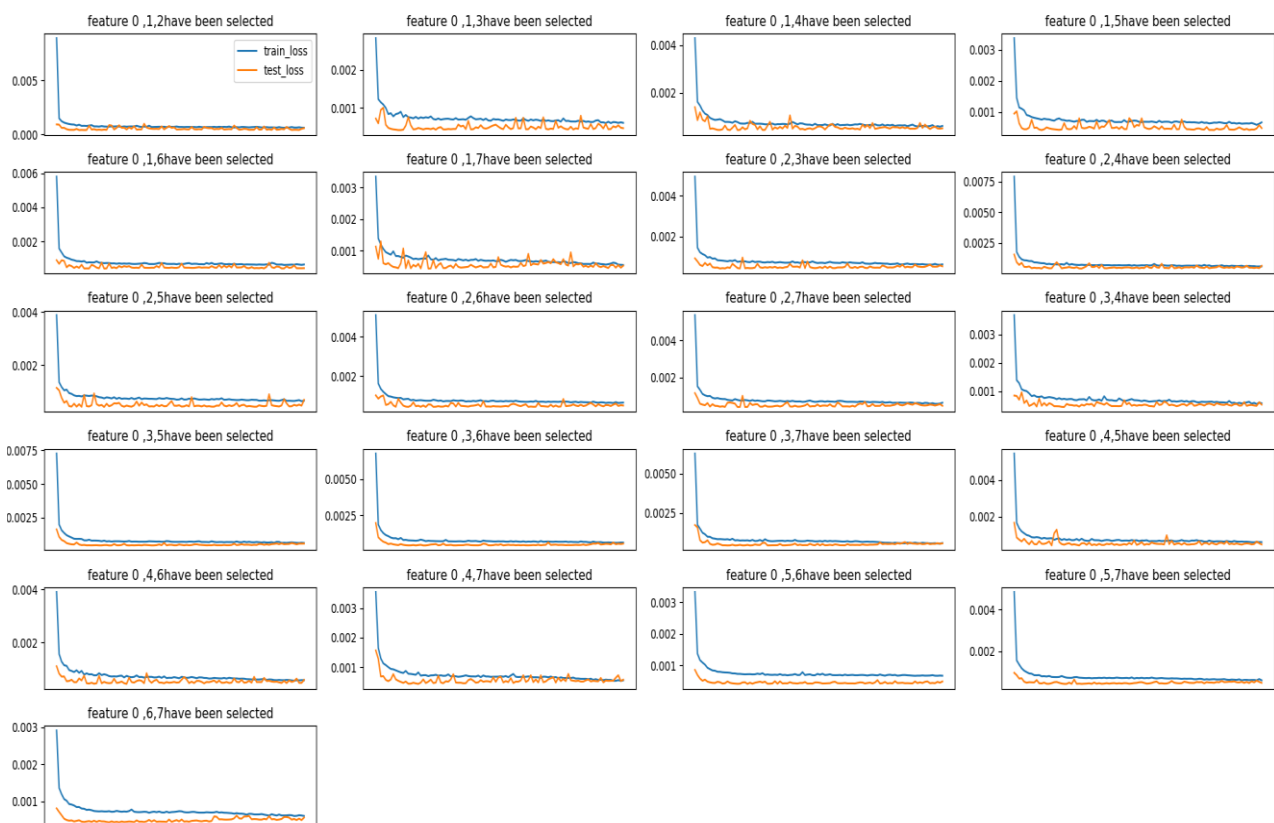 feature 0 ,1,2have been selected
train_loss
test_loss
0.005
0.000
feature 0 ,1,3have been selected
0.002
0.001
feature 0 ,1,4have been selected
0.004
0.002
feature 0 ,1,5have been selected
0.003
0.002
0.001
0.000
feature 0 ,1,6have been selected
0.006
0.004
0.002
feature 0 ,1,7have been selected
0.003
0.002
0.001
feature 0 ,2,3have been selected
0.004
0.002
feature 0 ,2,4have been selected
0.0075
0.0050
0.0025
feature 0 ,2,5have been selected
0.004
0.002
feature 0 ,2,6have been selected
0.004
0.002
feature 0 ,2,7have been selected
0.004
0.002
feature 0 ,3,4have been selected
0.003
0.002
0.001
0.000
feature 0 ,3,5have been selected
0.0075
0.0050
0.0025
feature 0 ,3,6have been selected
0.0050
0.0025
feature 0 ,3,7have been selected
0.0050
0.0025
feature 0 ,4,5have been selected
0.004
0.002
feature 0 ,4,6have been selected
0.004
0.002
feature 0 ,4,7have been selected
0.003
0.002
0.001
feature 0 ,5,6have been selected
0.003
0.002
0.001
feature 0 ,5,7have been selected
0.004
0.002
feature 0 ,6,7have been selected
0.003
0.002
0.001